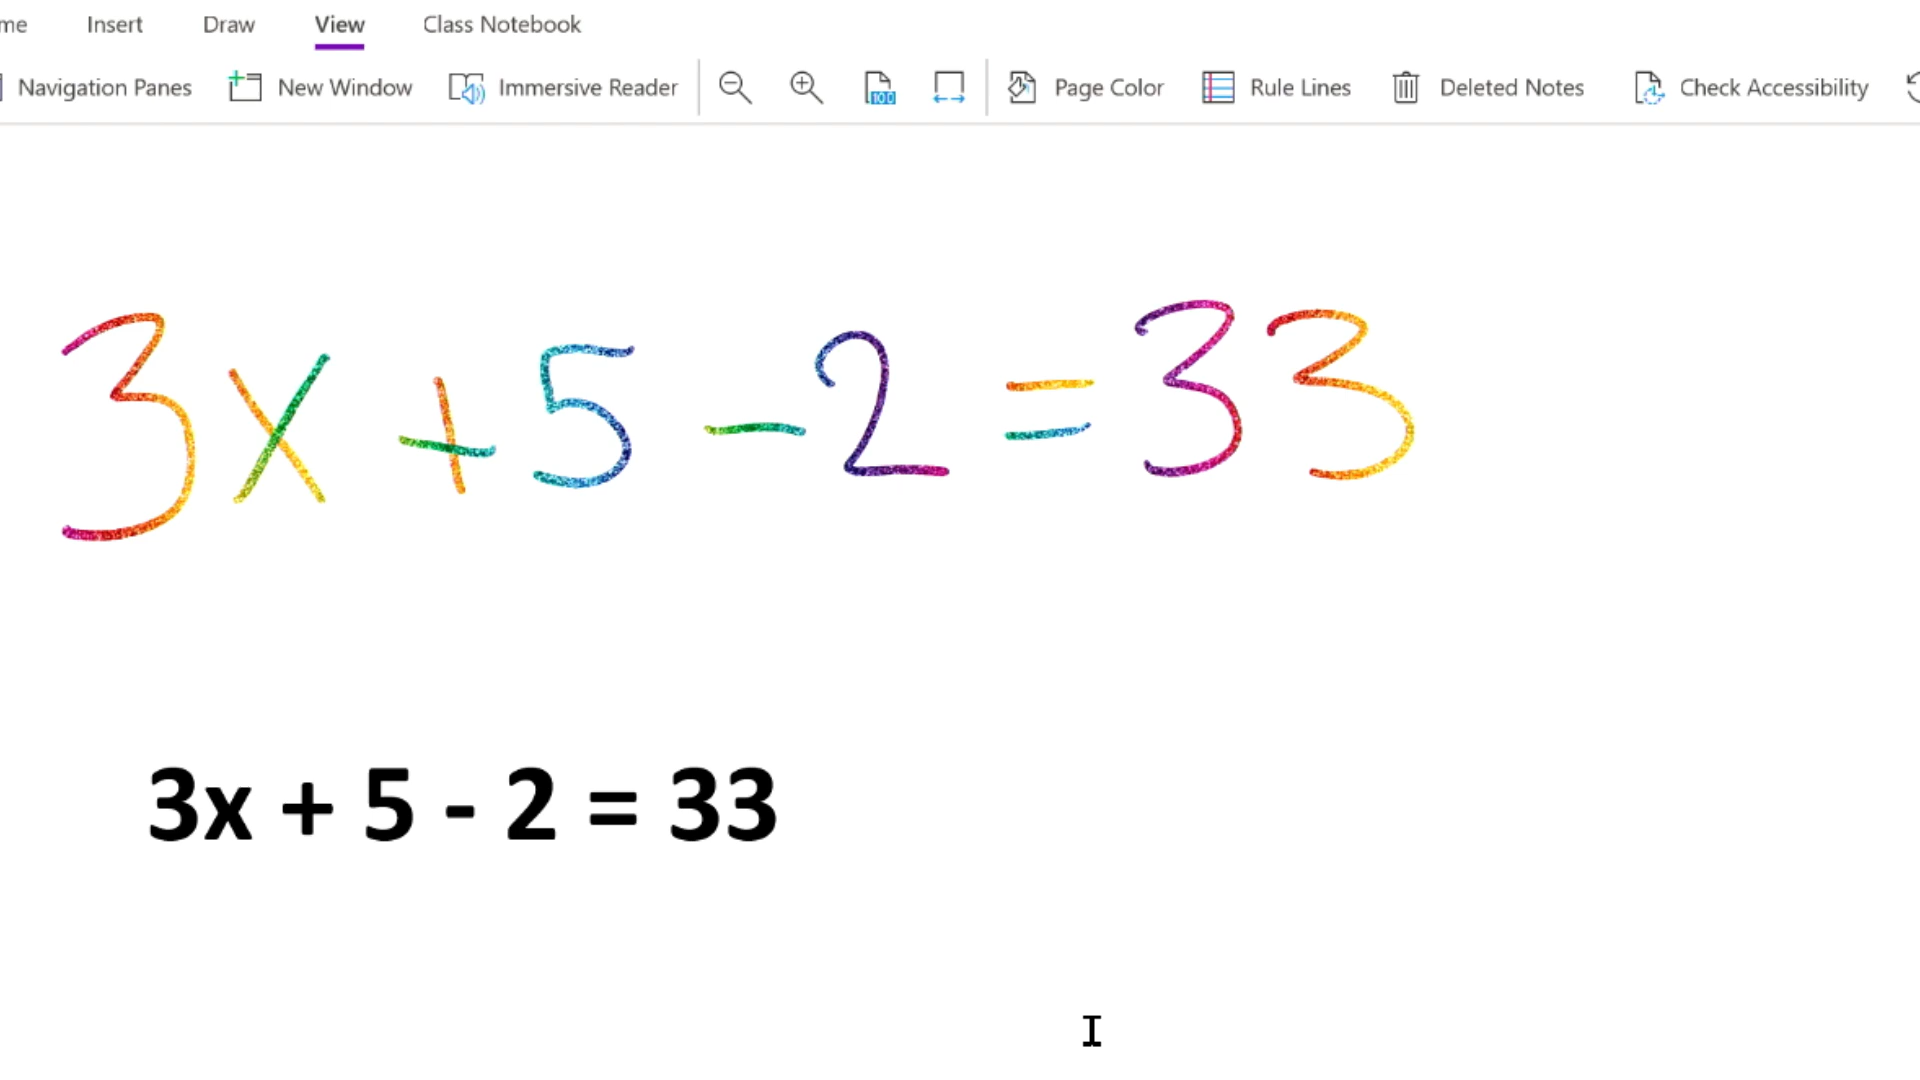 me Insert Draw View Class Notebook
Navigation Panes New Window Immersive Reader 100 Page Color Rule Lines Deleted Notes Check Accessibility
3x + 5 - 2 = 33
3x + 5 - 2 = 33